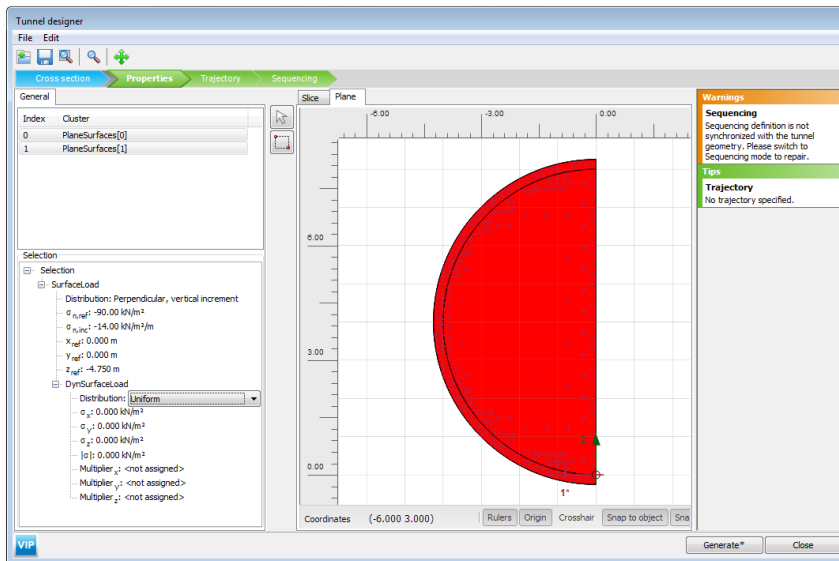 Tunnel designer
File Edit
Cross section Properties Trajectory Sequencing
General
Index Cluster
0 PlaneSurfaces[0]
1 PlaneSurfaces[1]
Selection
Selection
SurfaceLoad
Distribution: Perpendicular, vertical increment
σn,ref: -90.00 kN/m²
σn,inc: -14.00 kN/m²/m
xref: 0.000 m
yref: 0.000 m
zref: -4.750 m
DynSurfaceLoad
Distribution: Uniform
σx: 0.000 kN/m²
σy: 0.000 kN/m²
σz: 0.000 kN/m²
|σ|: 0.000 kN/m²
Multiplierx: <not assigned>
Multipliery: <not assigned>
Multiplierz: <not assigned>
VIP
Slice Plane
-6.00 -3.00 0.00
6.00
3.00
0.00
2
1*
Coordinates (-6.000 3.000) Rulers Origin Crosshair Snap to object Sna
Warnings
Sequencing
Sequencing definition is not
synchronized with the tunnel
geometry. Please switch to
Sequencing mode to repair.
Tips
Trajectory
No trajectory specified.
Generate* Close